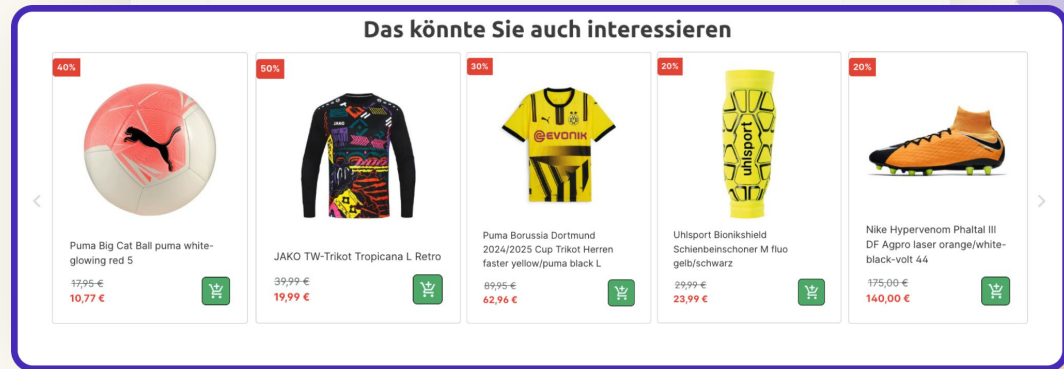 Das könnte Sie auch interessieren
40%
Puma Big Cat Ball puma white-
glowing red 5
17,95 €
10,77 €
50%
JAKO
JAKO TW-Trikot Tropicana L Retro
39,99 €
19,99 €
30%
EVONIK
Puma Borussia Dortmund
2024/2025 Cup Trikot Herren
faster yellow/puma black L
89,95 €
62,96 €
20%
uhlsport
Uhlsport Bionikshield
Schienbeinschoner M fluo
gelb/schwarz
29,99 €
23,99 €
20%
Nike Hypervenom Phaltal III
DF Agpro laser orange/white-
black-volt 44
175,00 €
140,00 €